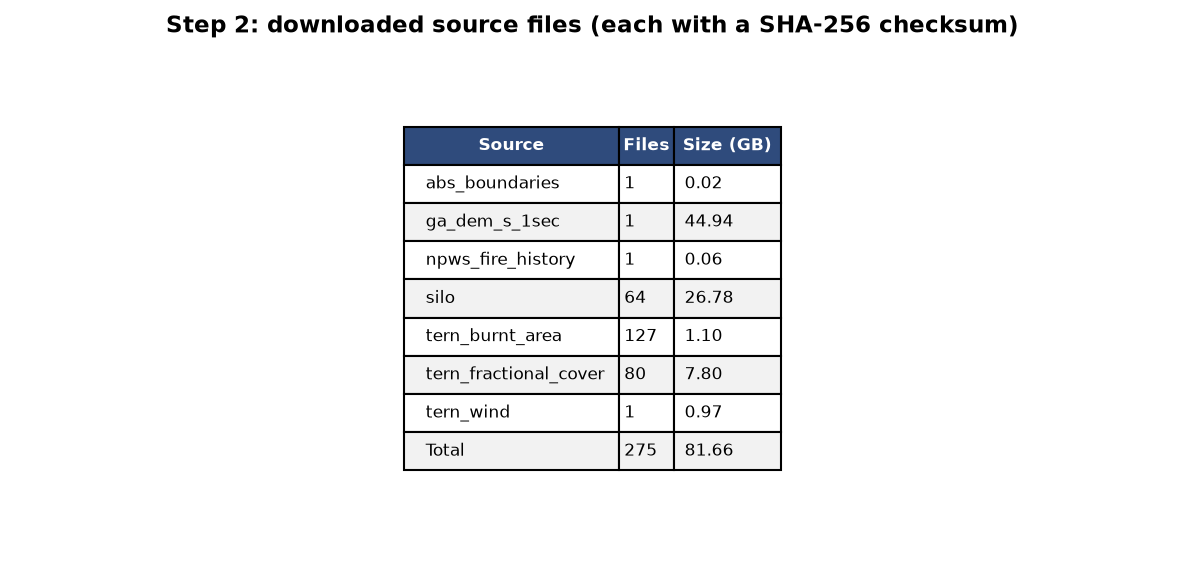 Step 2: downloaded source files (each with a SHA-256 checksum)
Source Files Size (GB)
abs_boundaries 1 0.02
ga_dem_s_1sec 1 44.94
npws_fire_history 1 0.06
silo 64 26.78
tern_burnt_area 127 1.10
tern_fractional_cover 80 7.80
tern_wind 1 0.97
Total 275 81.66